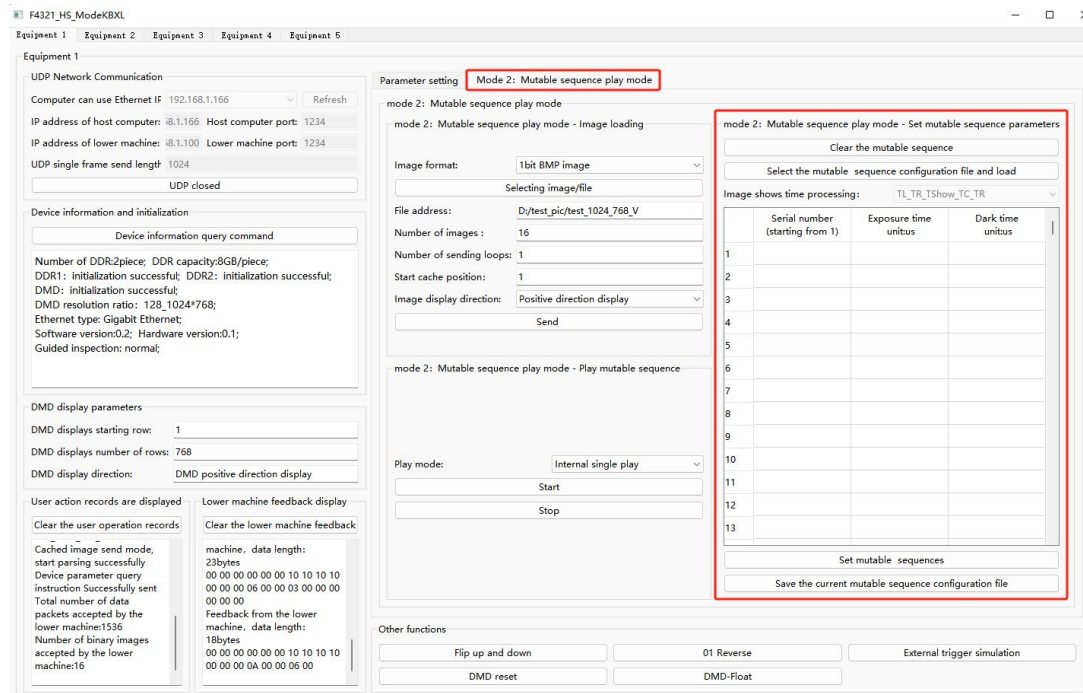 F4321_HS_ModeKBXL
Equipment 1 Equipment 2 Equipment 3 Equipment 4 Equipment 5
Equipment 1
UDP Network Communication
Computer can use Ethernet IF 192.168.1.166 Refresh
IP address of host computer: i8.1.166 Host computer port: 1234
IP address of lower machine: i8.1.100 Lower machine port: 1234
UDP single frame send lengtł 1024
UDP closed
Device information and initialization
Device information query command
Number of DDR:2piece; DDR capacity:8GB/piece;
DDR1: initialization successful; DDR2: initialization successful;
DMD: initialization successful;
DMD resolution ratio: 128_1024*768;
Ethernet type: Gigabit Ethernet;
Software version:0.2; Hardware version:0.1;
Guided inspection: normal;
DMD display parameters
DMD displays starting row: 1
DMD displays number of rows: 768
DMD display direction: DMD positive direction display
User action records are displayed
Clear the user operation records
Cached image send mode,
start parsing successfully
Device parameter query
instruction Successfully sent
Total number of data
packets accepted by the
lower machine:1536
Number of binary images
accepted by the lower
machine:16
Lower machine feedback display
Clear the lower machine feedback
machine, data length:
23bytes
00 00 00 00 00 00 10 10 10 10
00 00 00 06 00 00 03 00 00 00
00 00 00
Feedback from the lower
machine, data length:
18bytes
00 00 00 00 00 00 10 10 10 10
00 00 00 0A 00 00 06 00
Parameter setting Mode 2: Mutable sequence play mode
mode 2: Mutable sequence play mode
mode 2: Mutable sequence play mode - Image loading
Image format: 1bit BMP image
Selecting image/file
File address: D:/test_pic/test_1024_768_V
Number of images : 16
Number of sending loops: 1
Start cache position: 1
Image display direction: Positive direction display
Send
mode 2: Mutable sequence play mode - Play mutable sequence
Play mode: Internal single play
Start
Stop
mode 2: Mutable sequence play mode - Set mutable sequence parameters
Clear the mutable sequence
Select the mutable sequence configuration file and load
Image shows time processing: TL_TR_TShow_TC_TR
Serial number Exposure time Dark time
(starting from 1) unit:us unit:us
1
2
3
4
5
6
7
8
9
10
11
12
13
Set mutable sequences
Save the current mutable sequence configuration file
Other functions
Flip up and down 01 Reverse External trigger simulation
DMD reset DMD-Float